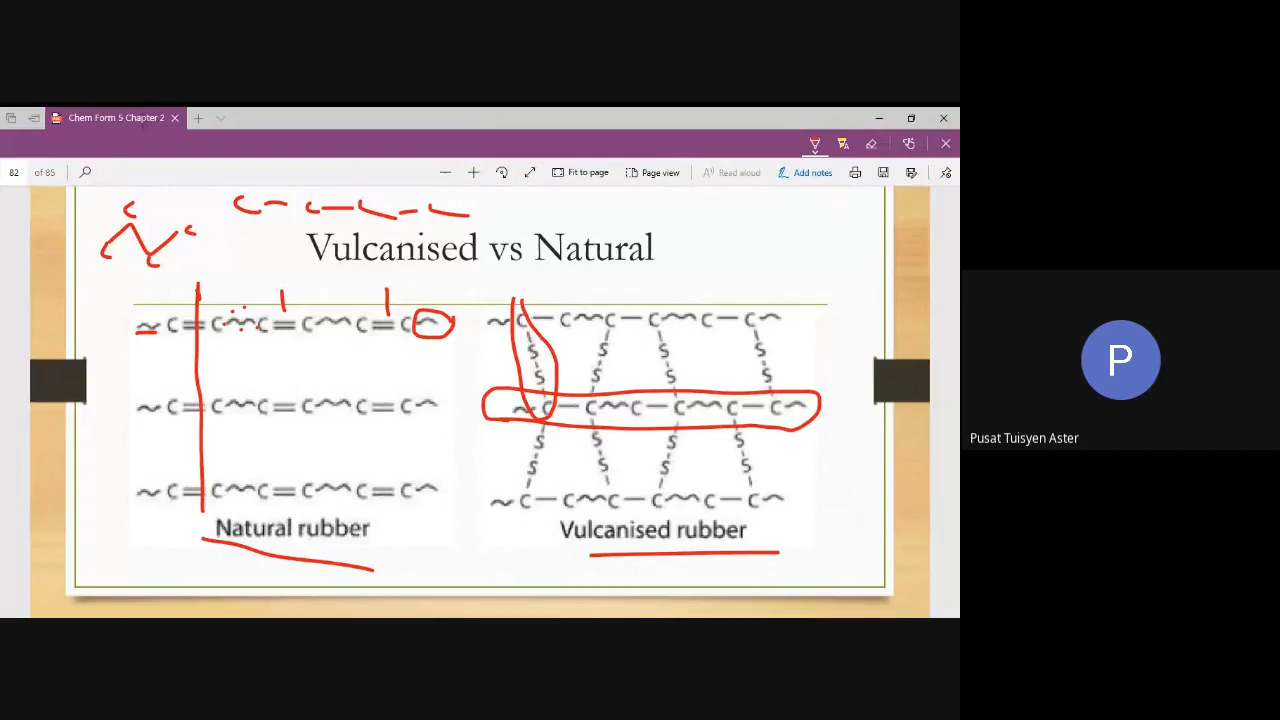 Chem Form 5 Chapter 2
82 of 85
Fit to page
Page view
Read aloud
Add notes
C - C - C - C
C
C
C
C
Vulcanised vs Natural
~ C = C ~ C = C ~ C = C ~
~ C = C ~ C = C ~ C = C ~
~ C = C ~ C = C ~ C = C ~
Natural rubber
~ C — C ~ C — C ~ C — C ~
S S S S
S S S S
~ C — C ~ C — C ~ C — C ~
S S S S
S S S S
~ C — C ~ C — C ~ C — C ~
Vulcanised rubber
P
Pusat Tuisyen Aster